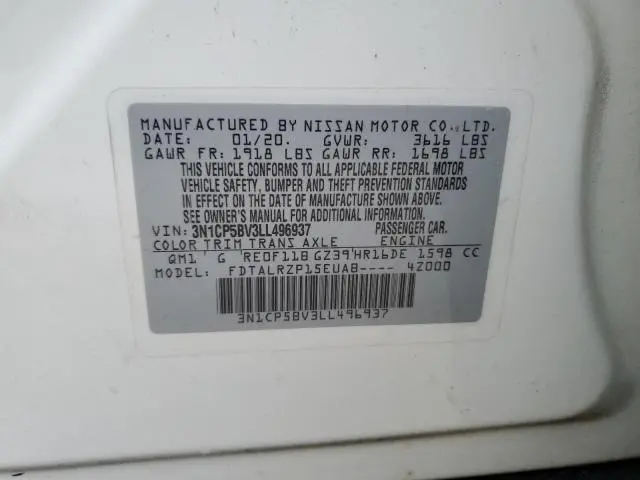 MANUFACTURED BY NISSAN MOTOR CO., LTD.
DATE: 01/20. GVWR: 3616 LBS
GAWR FR: 1918 LBS GAWR RR: 1698 LBS
THIS VEHICLE CONFORMS TO ALL APPLICABLE FEDERAL MOTOR
VEHICLE SAFETY, BUMPER AND THEFT PREVENTION STANDARDS
IN EFFECT ON THE DATE OF MANUFACTURE SHOWN ABOVE.
SEE OWNER'S MANUAL FOR ADDITIONAL INFORMATION.
VIN: 3N1CP5BV3LL496937 PASSENGER CAR.
COLOR TRIM TRANS AXLE ENGINE
QM1 ' G 'RE0F11B GZ39'HR16DE 1598 CC
MODEL: FDTALRZP15EUA8---- 42000
3N1CP5BV3LL496937